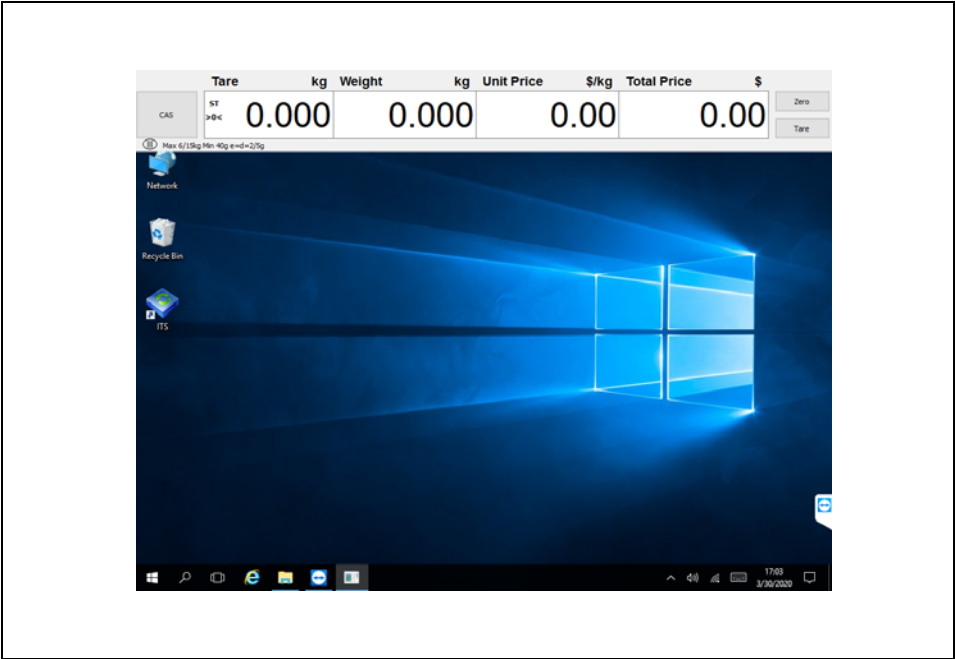 Tare kg Weight kg Unit Price $/kg Total Price $
CAS ST >0< 0.000 0.000 0.00 0.00 Zero
Tare
III Max 6/15kg Min 40g e=d=2/5g
Network
Recycle Bin
ITS
17:03
3/30/2020